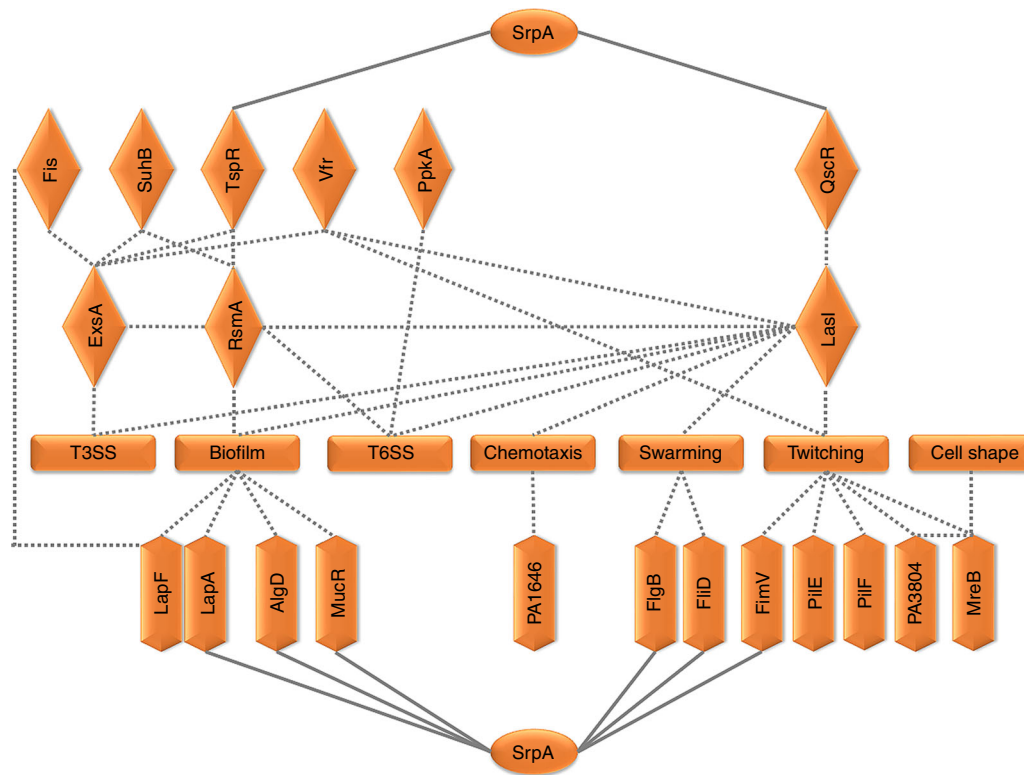 SrpA
Fis
SuhB
TspR
Vfr
PpkA
QscR
ExsA
RsmA
LasI
T3SS
Biofilm
T6SS
Chemotaxis
Swarming
Twitching
Cell shape
LapF
LapA
AlgD
MucR
PA1646
FlgB
FliD
FimV
PilE
PilF
PA3804
MreB
SrpA